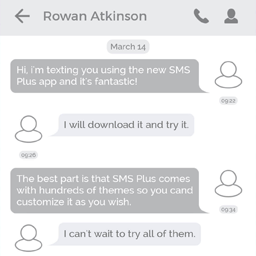 Rowan Atkinson
March 14
Hi, i'm texting you using the new SMS
Plus app and it's fantastic!
09:22
I will download it and try it.
09:26
The best part is that SMS Plus comes
with hundreds of themes so you cand
customize it as you wish.
09:34
I can't wait to try all of them.